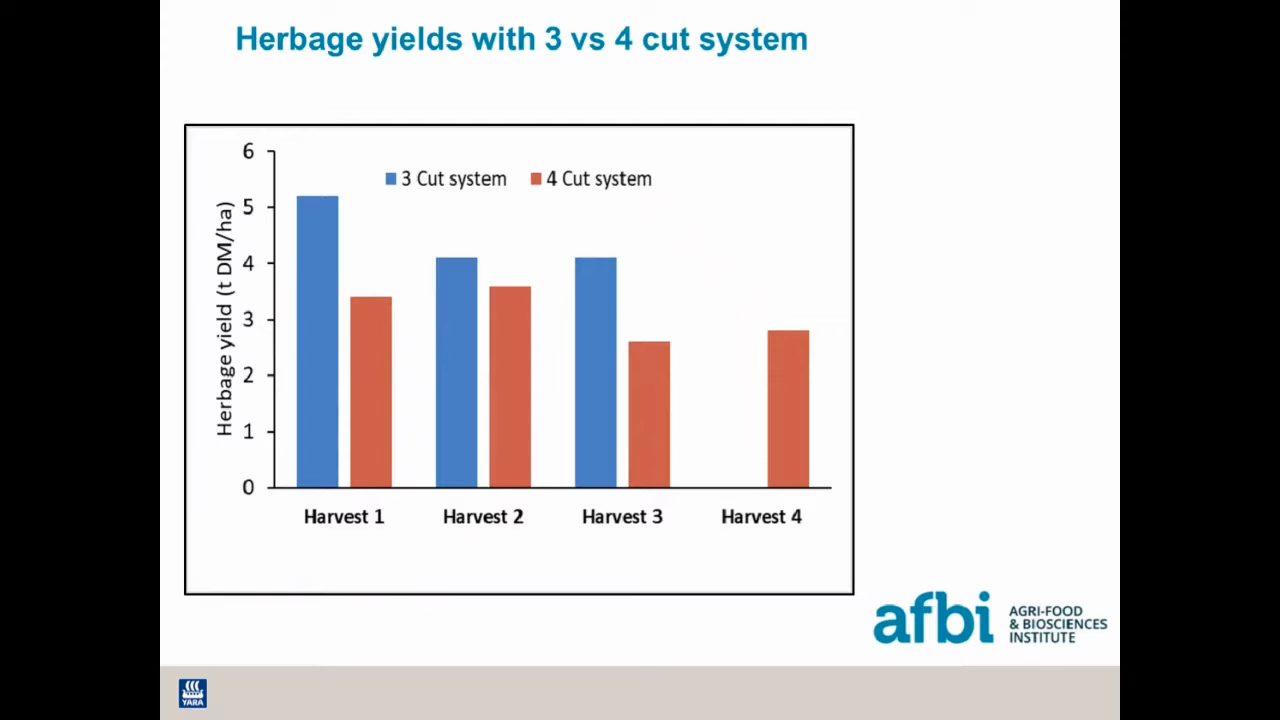 Herbage yields with 3 vs 4 cut system
6
3 Cut system 4 Cut system
5
4
3
2
1
0
Herbage yield (t DM/ha)
Harvest 1 Harvest 2 Harvest 3 Harvest 4
afbi
AGRI-FOOD
& BIOSCIENCES
INSTITUTE
YARA